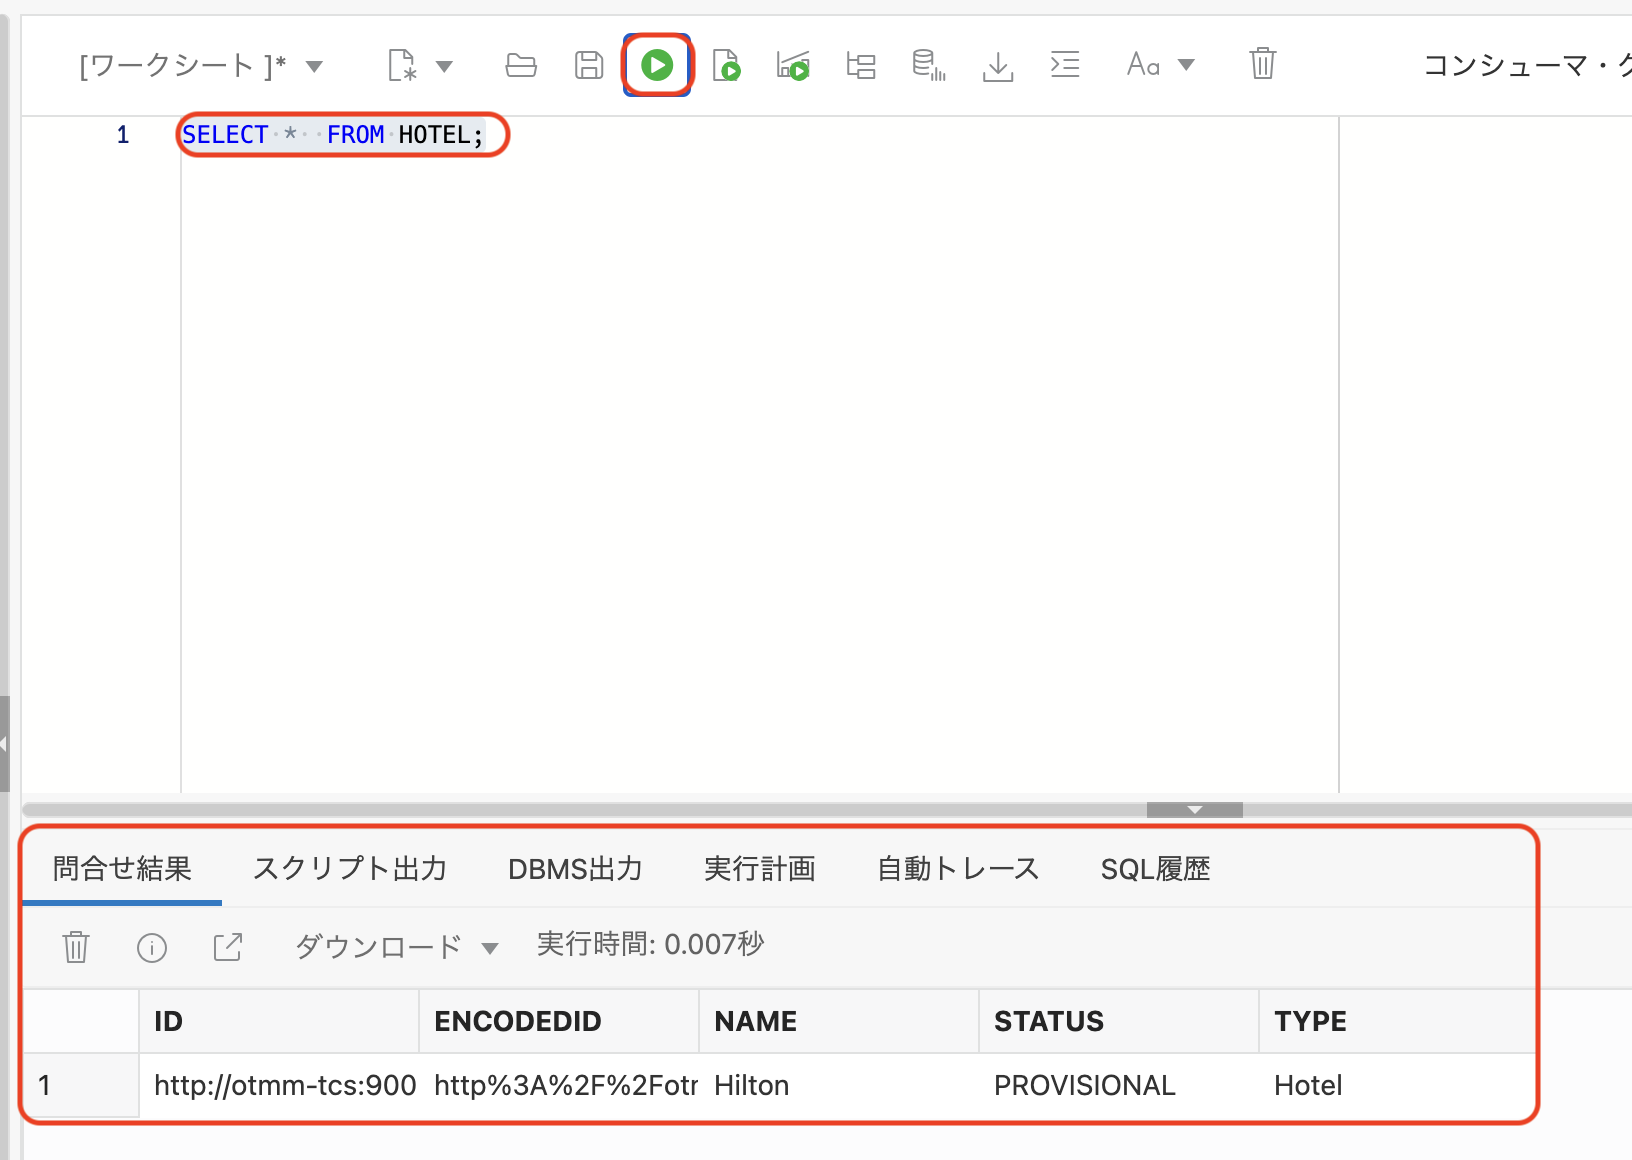 [ワークシート ]*
Aa
コンシューマ・
1
SELECT *  FROM HOTEL;
問合せ結果 スクリプト出力 DBMS出力 実行計画 自動トレース SQL履歴
ダウンロード 実行時間: 0.007秒
ID ENCODEDID NAME STATUS TYPE
1 http://otmm-tcs:900 http%3A%2F%2Fotr Hilton PROVISIONAL Hotel